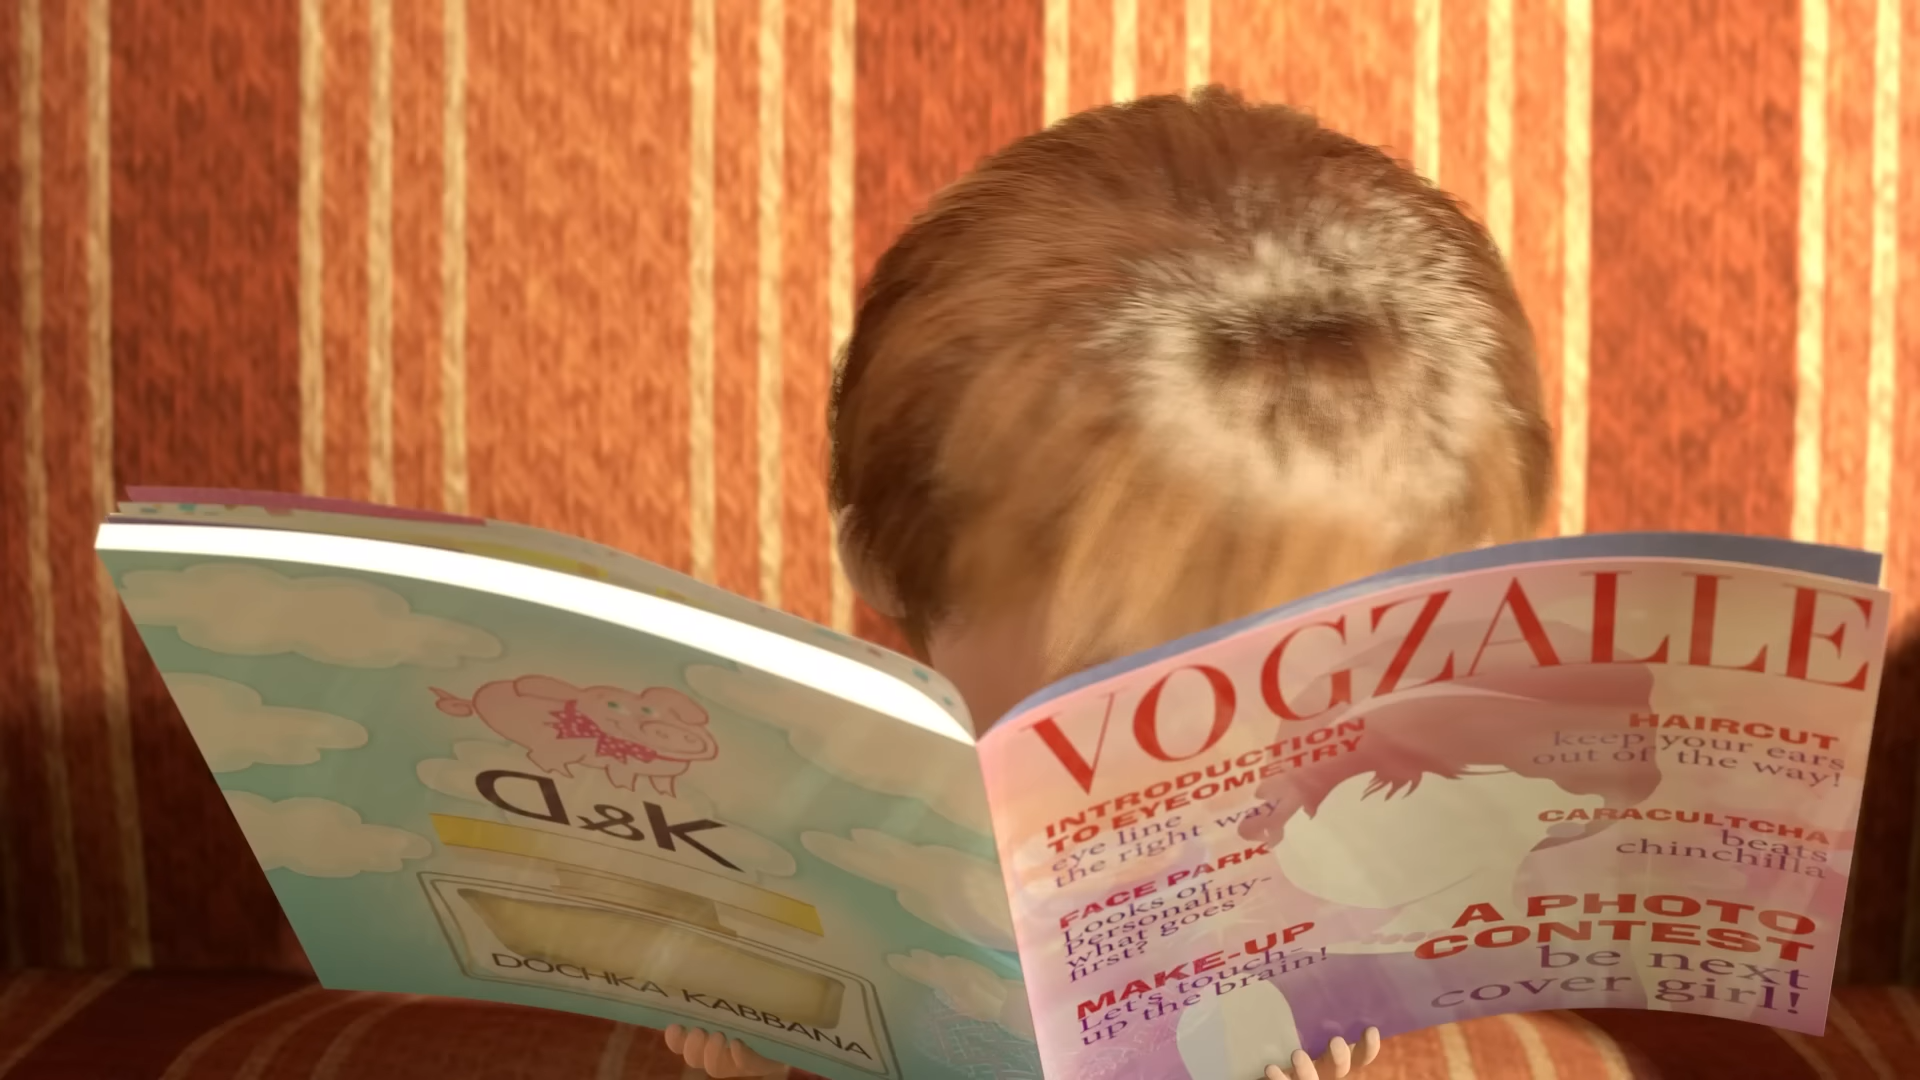 D&K
DOCHKA KABBANA
VOGZALLE
INTRODUCTION
TO EYEOMETRY
eye line
the right way
FACE PARK
Looks or
personality-
what goes
first?
MAKE-UP
Let's touch-
up the brain!
HAIRCUT
keep your ears
out of the way!
CARACULTCHA
beats
chinchilla
A PHOTO
CONTEST
be next
cover girl!